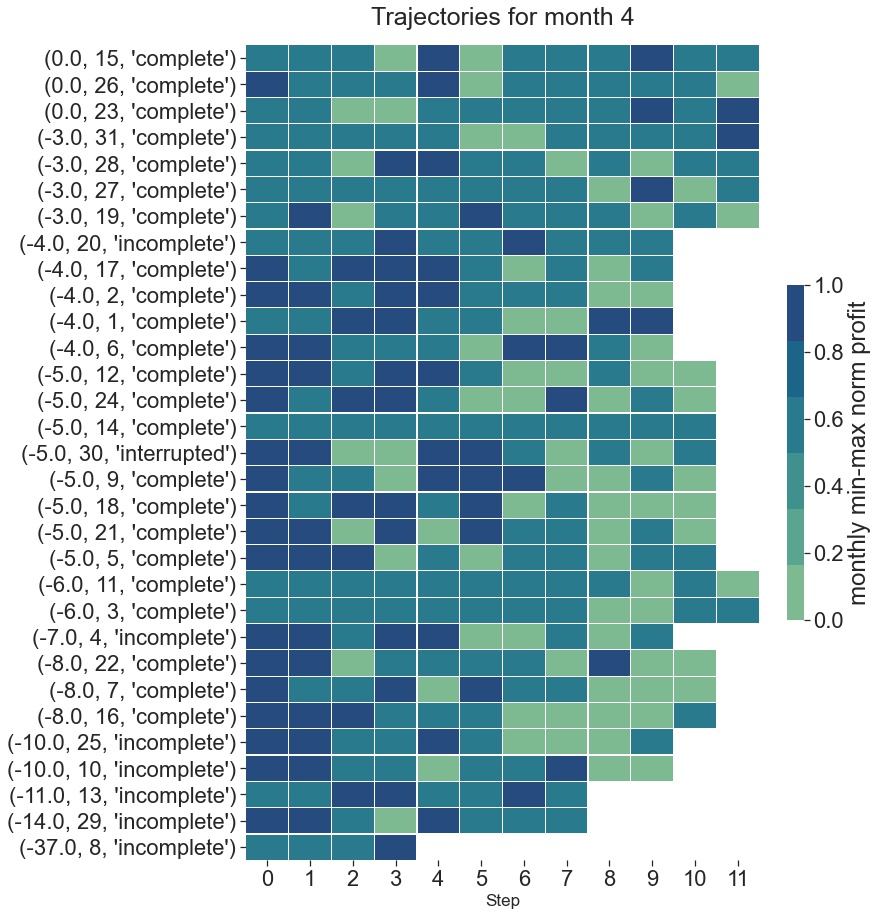 Trajectories for month 4
(0.0, 15, 'complete')
(0.0, 26, 'complete')
(0.0, 23, 'complete')
(-3.0, 31, 'complete')
(-3.0, 28, 'complete')
(-3.0, 27, 'complete')
(-3.0, 19, 'complete')
(-4.0, 20, 'incomplete')
(-4.0, 17, 'complete')
(-4.0, 2, 'complete')
(-4.0, 1, 'complete')
(-4.0, 6, 'complete')
(-5.0, 12, 'complete')
(-5.0, 24, 'complete')
(-5.0, 14, 'complete')
(-5.0, 30, 'interrupted')
(-5.0, 9, 'complete')
(-5.0, 18, 'complete')
(-5.0, 21, 'complete')
(-5.0, 5, 'complete')
(-6.0, 11, 'complete')
(-6.0, 3, 'complete')
(-7.0, 4, 'incomplete')
(-8.0, 22, 'complete')
(-8.0, 7, 'complete')
(-8.0, 16, 'complete')
(-10.0, 25, 'incomplete')
(-10.0, 10, 'incomplete')
(-11.0, 13, 'incomplete')
(-14.0, 29, 'incomplete')
(-37.0, 8, 'incomplete')
0 1 2 3 4 5 6 7 8 9 10 11
Step
1.0
0.8
0.6
0.4
0.2
0.0
monthly min-max norm profit